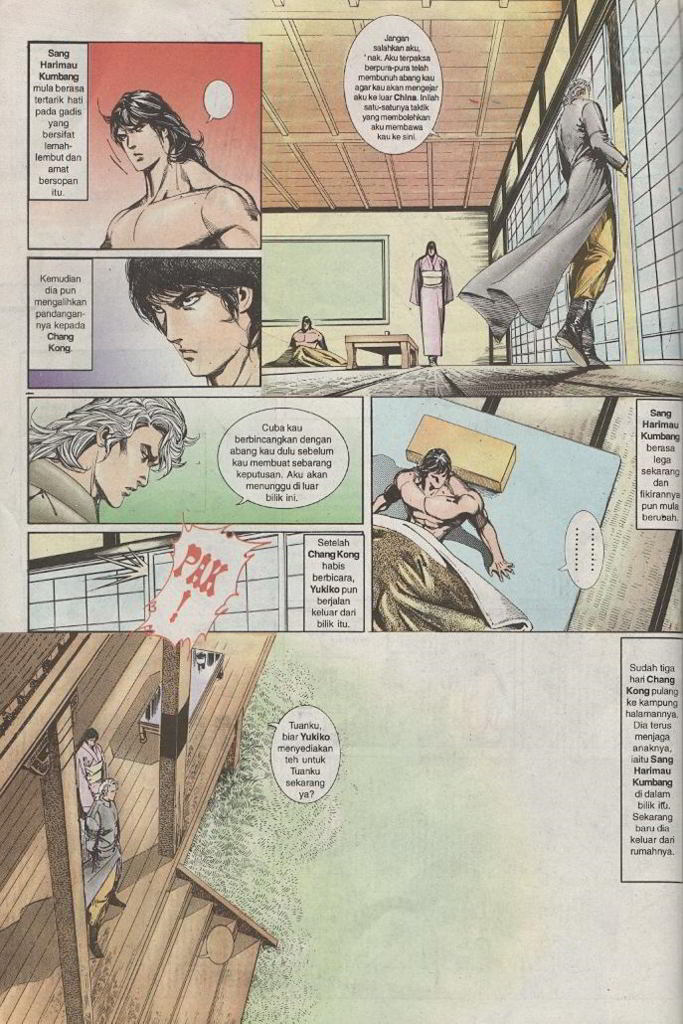 Sang
Harimau
Kumbang
mula berasa
tertarik hati
pada gadis
yang
bersifat
lemah-
lembut dan
amat
bersopan
itu.
Jangan
salahkan aku,
'nak. Aku terpaksa
berpura-pura telah
membunuh abang kau
agar kau akan mengejar
aku ke luar China. Inilah
satu-satunya taktik
yang membolehkan
aku membawa
kau ke sini.
Kemudian
dia pun
mengalihkan
pandangan-
nya kepada
Chang
Kong.
Cuba kau
berbincangkan dengan
abang kau dulu sebelum
kau membuat sebarang
keputusan. Aku akan
menunggu di luar
bilik ini.
Sang
Harimau
Kumbang
berasa
lega
sekarang
dan
fikirannya
pun mula
berubah.
PAK
!
Setelah
Chang Kong
habis
berbicara,
Yukiko pun
berjalan
keluar dari
bilik itu.
Tuanku,
biar Yukiko
menyediakan
teh untuk
Tuanku
sekarang
ya?
Sudah tiga
hari Chang
Kong pulang
ke kampung
halamannya.
Dia terus
menjaga
anaknya,
iaitu Sang
Harimau
Kumbang
di dalam
bilik itu.
Sekarang
baru dia
keluar dari
rumahnya.